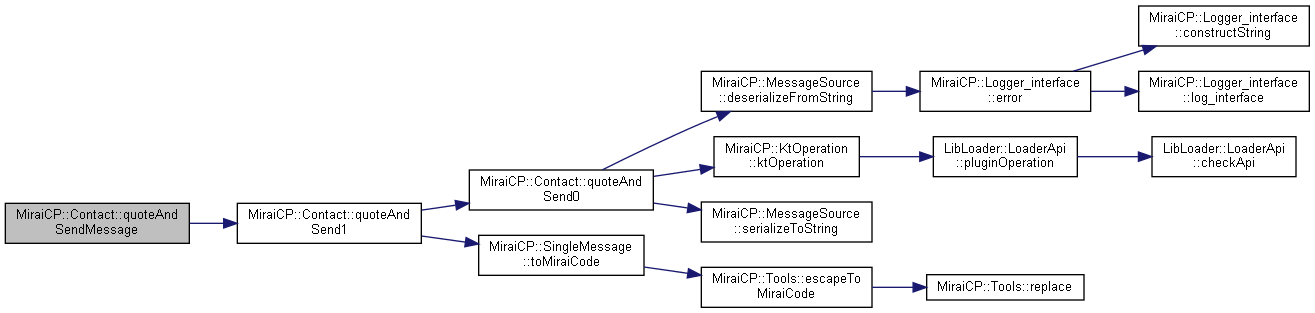 MiraiCP::Logger_interface
::constructString
MiraiCP::MessageSource
::deserializeFromString
MiraiCP::Logger_interface
::error
MiraiCP::Logger_interface
::log_interface
MiraiCP::KtOperation
::ktOperation
LibLoader::LoaderApi
::pluginOperation
LibLoader::LoaderApi
::checkApi
MiraiCP::Contact::quoteAnd
Send0
MiraiCP::Contact::quoteAnd
SendMessage
MiraiCP::Contact::quoteAnd
Send1
MiraiCP::MessageSource
::serializeToString
MiraiCP::SingleMessage
::toMiraiCode
MiraiCP::Tools::escapeTo
MiraiCode
MiraiCP::Tools::replace